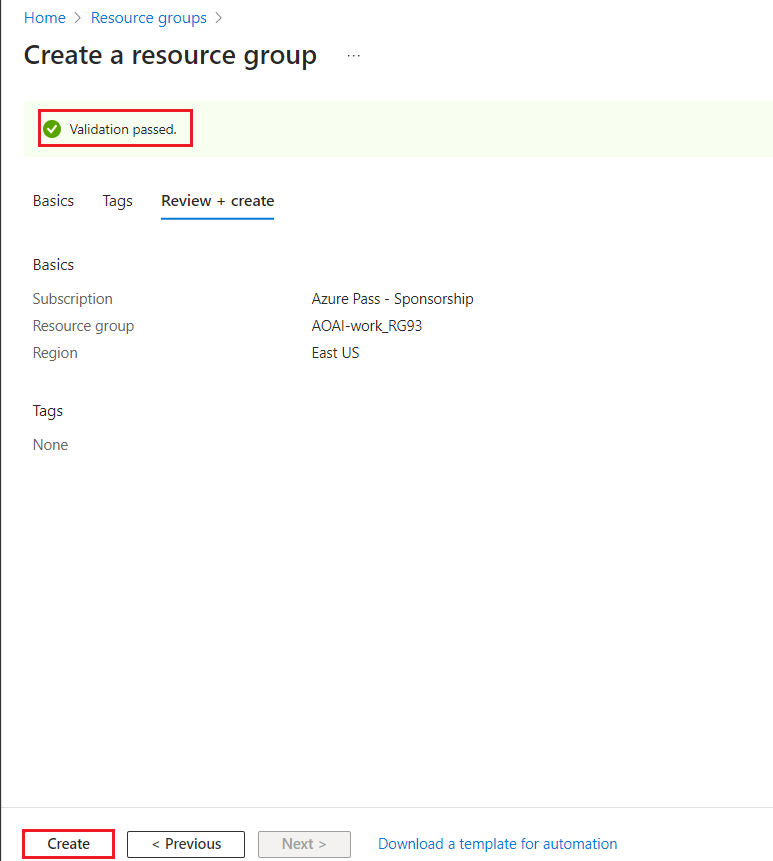 Home > Resource groups >
Create a resource group ...
Validation passed.
Basics Tags Review + create
Basics
Subscription Azure Pass - Sponsorship
Resource group AOAI-work_RG93
Region East US
Tags
None
Create < Previous Next > Download a template for automation